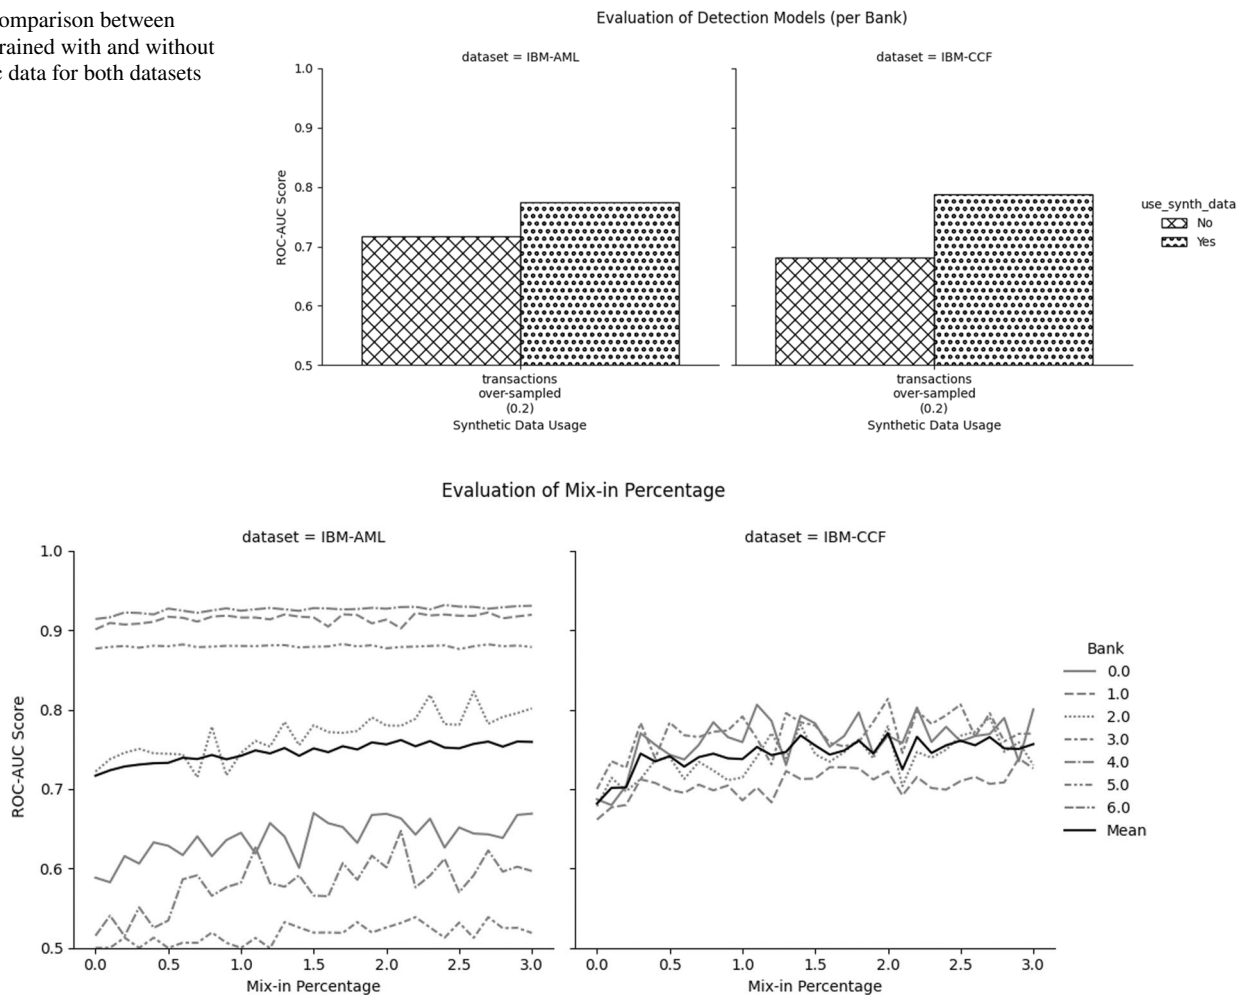 omparison between
rained with and without
c data for both datasets
Evaluation of Detection Models (per Bank)
dataset = IBM-AML
dataset = IBM-CCF
1.0
0.9
0.8
0.7
0.6
0.5
ROC-AUC Score
transactions
over-sampled
(0.2)
Synthetic Data Usage
transactions
over-sampled
(0.2)
Synthetic Data Usage
use_synth_data
No
Yes
Evaluation of Mix-in Percentage
dataset = IBM-AML
dataset = IBM-CCF
1.0
0.9
0.8
0.7
0.6
0.5
ROC-AUC Score
0.0 0.5 1.0 1.5 2.0 2.5 3.0
Mix-in Percentage
0.0 0.5 1.0 1.5 2.0 2.5 3.0
Mix-in Percentage
Bank
0.0
1.0
2.0
3.0
4.0
5.0
6.0
Mean